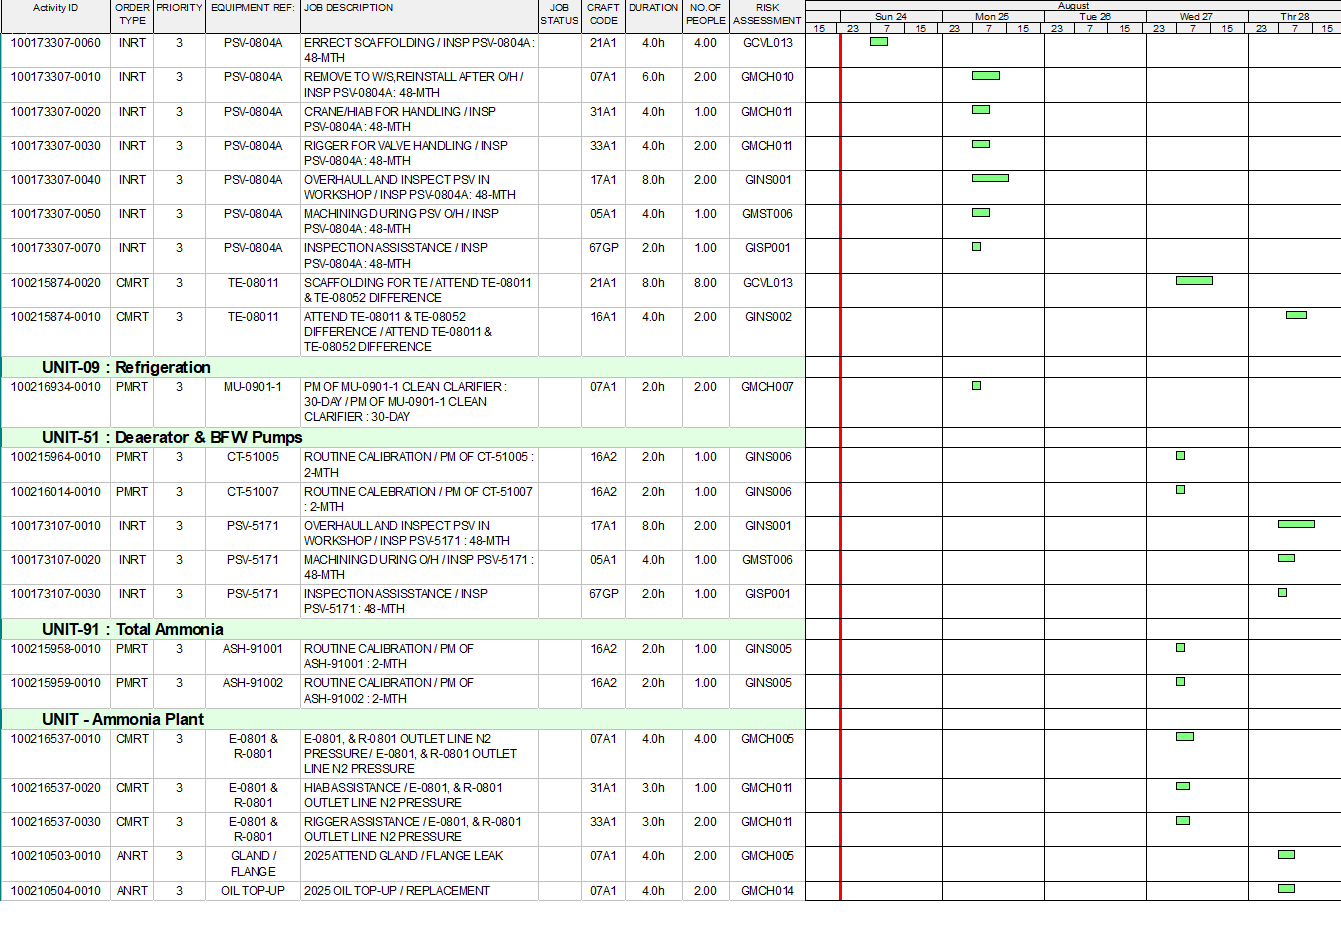 Activity ID ORDER TYPE PRIORITY EQUIPMENT REF: JOB DESCRIPTION JOB STATUS CRAFT CODE DURATION NO.OF PEOPLE RISK ASSESSMENT
August
Sun 24 Mon 25 Tue 26 Wed 27 Thr 28
15 23 7 15 23 7 15 23 7 15 23 7 15 23 7 15
100173307-0060 INRT 3 PSV-0804A ERRECT SCAFFOLDING / INSP PSV-0804A : 21A1 4.0h 4.00 GCVL013
48-MTH
100173307-0010 INRT 3 PSV-0804A REMOVE TO W/S,REINSTALL AFTER O/H / 07A1 6.0h 2.00 GMCH010
INSP PSV-0804A : 48-MTH
100173307-0020 INRT 3 PSV-0804A CRANE/HIAB FOR HANDLING / INSP 31A1 4.0h 1.00 GMCH011
PSV-0804A : 48-MTH
100173307-0030 INRT 3 PSV-0804A RIGGER FOR VALVE HANDLING / INSP 33A1 4.0h 2.00 GMCH011
PSV-0804A : 48-MTH
100173307-0040 INRT 3 PSV-0804A OVERHAULL AND INSPECT PSV IN 17A1 8.0h 2.00 GINS001
WORKSHOP / INSP PSV-0804A : 48-MTH
100173307-0050 INRT 3 PSV-0804A MACHINING DURING PSV O/H / INSP 05A1 4.0h 1.00 GMST006
PSV-0804A : 48-MTH
100173307-0070 INRT 3 PSV-0804A INSPECTION ASSISSTANCE / INSP 67GP 2.0h 1.00 GISP001
PSV-0804A : 48-MTH
100215874-0020 CMRT 3 TE-08011 SCAFFOLDING FOR TE / ATTEND TE-08011 21A1 8.0h 8.00 GCVL013
& TE-08052 DIFFERENCE
100215874-0010 CMRT 3 TE-08011 ATTEND TE-08011 & TE-08052 16A1 4.0h 2.00 GINS002
DIFFERENCE / ATTEND TE-08011 &
TE-08052 DIFFERENCE
UNIT-09 : Refrigeration
100216934-0010 PMRT 3 MU-0901-1 PM OF MU-0901-1 CLEAN CLARIFIER : 07A1 2.0h 2.00 GMCH007
30-DAY / PM OF MU-0901-1 CLEAN
CLARIFIER : 30-DAY
UNIT-51 : Deaerator & BFW Pumps
100215964-0010 PMRT 3 CT-51005 ROUTINE CALIBRATION / PM OF CT-51005 : 16A2 2.0h 1.00 GINS006
2-MTH
100216014-0010 PMRT 3 CT-51007 ROUTINE CALEBRATION / PM OF CT-51007 16A2 2.0h 1.00 GINS006
: 2-MTH
100173107-0010 INRT 3 PSV-5171 OVERHAULL AND INSPECT PSV IN 17A1 8.0h 2.00 GINS001
WORKSHOP / INSP PSV-5171 : 48-MTH
100173107-0020 INRT 3 PSV-5171 MACHINING DURING O/H / INSP PSV-5171 : 05A1 4.0h 1.00 GMST006
48-MTH
100173107-0030 INRT 3 PSV-5171 INSPECTION ASSISSTANCE / INSP 67GP 2.0h 1.00 GISP001
PSV-5171 : 48-MTH
UNIT-91 : Total Ammonia
100215958-0010 PMRT 3 ASH-91001 ROUTINE CALIBRATION / PM OF 16A2 2.0h 1.00 GINS005
ASH-91001 : 2-MTH
100215959-0010 PMRT 3 ASH-91002 ROUTINE CALIBRATION / PM OF 16A2 2.0h 1.00 GINS005
ASH-91002 : 2-MTH
UNIT - Ammonia Plant
100216537-0010 CMRT 3 E-0801 & E-0801, & R-0801 OUTLET LINE N2 07A1 4.0h 4.00 GMCH005
R-0801 PRESSURE / E-0801, & R-0801 OUTLET
LINE N2 PRESSURE
100216537-0020 CMRT 3 E-0801 & HIAB ASSISTANCE / E-0801, & R-0801 31A1 3.0h 1.00 GMCH011
R-0801 OUTLET LINE N2 PRESSURE
100216537-0030 CMRT 3 E-0801 & RIGGER ASSISTANCE / E-0801, & R-0801 33A1 3.0h 2.00 GMCH011
R-0801 OUTLET LINE N2 PRESSURE
100210503-0010 ANRT 3 GLAND / 2025 ATTEND GLAND / FLANGE LEAK 07A1 4.0h 2.00 GMCH005
FLANGE
100210504-0010 ANRT 3 OIL TOP-UP 2025 OIL TOP-UP / REPLACEMENT 07A1 4.0h 2.00 GMCH014